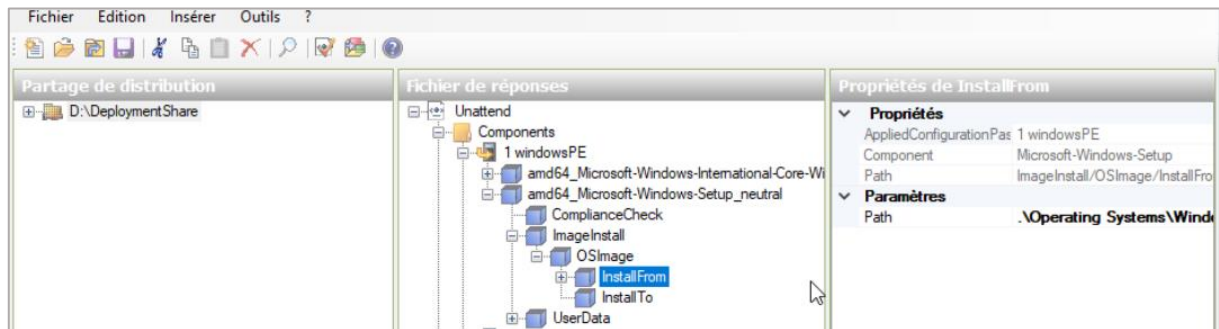 Fichier Edition Insérer Outils ?
Partage de distribution
D:\DeploymentShare
Fichier de réponses
Unattend
Components
1 windowsPE
amd64_Microsoft-Windows-International-Core-Wi
amd64_Microsoft-Windows-Setup_neutral
ComplianceCheck
ImageInstall
OSImage
InstallFrom
InstallTo
UserData
Propriétés de InstallFrom
Propriétés
AppliedConfigurationPas 1 windowsPE
Component Microsoft-Windows-Setup
Path ImageInstall/OSImage/InstallFro
Paramètres
Path .\Operating Systems\Windo